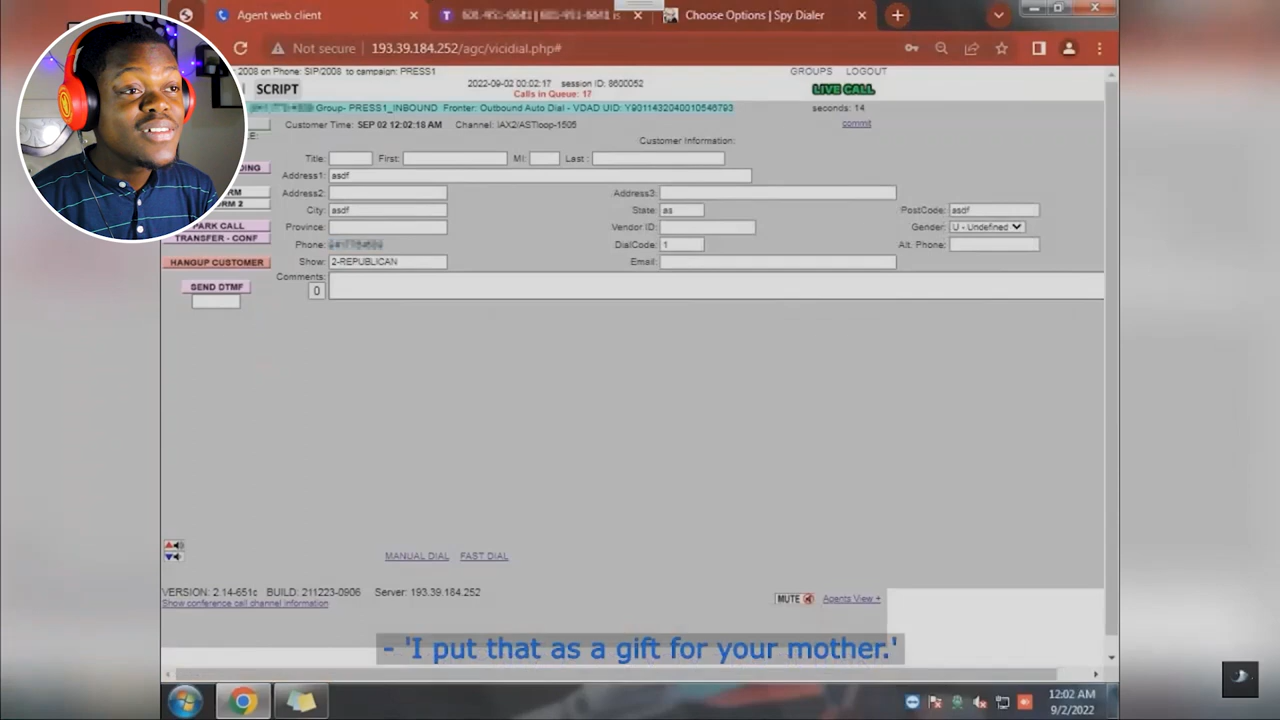 Agent web client
Choose Options | Spy Dialer
Not secure | 193.39.184.252/agc/vicidial.php#
2008 on Phone: SIP/2008 to campaign: PRESS1
GROUPS LOGOUT
SCRIPT
2022-09-02 00:02:17 session ID: 8600052
Calls in Queue: 17
LIVE CALL
Group- PRESS1_INBOUND Fronter: Outbound Auto Dial - VDAD UID: Y9011432040010546793
seconds: 14
Customer Time: SEP 02 12:02:18 AM Channel: IAX2/ASTloop-1505
commit
Customer Information:
Title: First: MI: Last :
Address1: asdf
Address2: Address3:
City: asdf State: as PostCode: asdf
Province: Vendor ID: Gender: U - Undefined
Phone: DialCode: 1 Alt. Phone:
Show: 2-REPUBLICAN Email:
Comments:
0
PARK CALL
TRANSFER - CONF
HANGUP CUSTOMER
SEND DTMF
MANUAL DIAL FAST DIAL
VERSION: 2.14-651c BUILD: 211223-0906 Server: 193.39.184.252
Show conference call channel information
MUTE Agents View +
- 'I put that as a gift for your mother.'
12:02 AM
9/2/2022